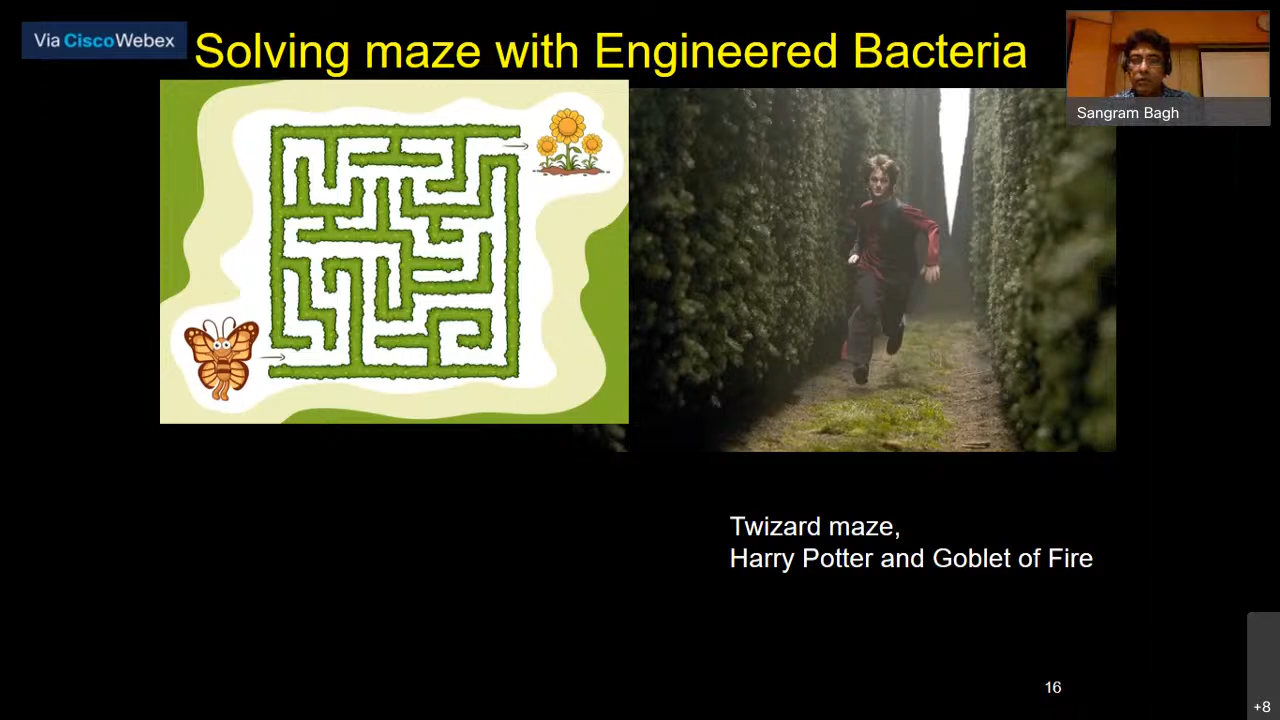 Via CiscoWebex
Solving maze with Engineered Bacteria
Sangram Bagh
Twizard maze,
Harry Potter and Goblet of Fire
16
+8